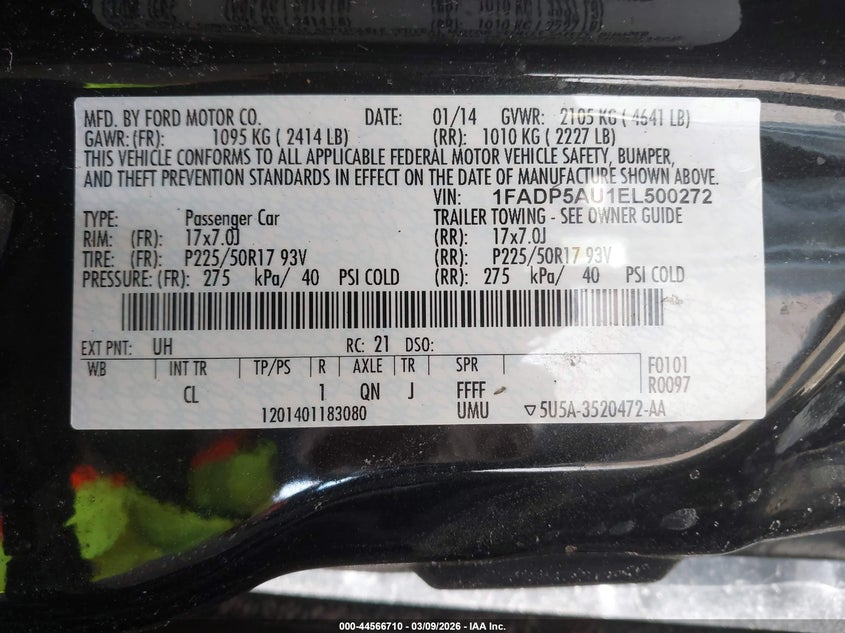 MFD. BY FORD MOTOR CO. DATE: 01/14 GVWR: 2105 KG ( 4641 LB)
GAWR: (FR): 1095 KG ( 2414 LB) (RR): 1010 KG ( 2227 LB)
THIS VEHICLE CONFORMS TO ALL APPLICABLE FEDERAL MOTOR VEHICLE SAFETY, BUMPER,
AND THEFT PREVENTION STANDARDS IN EFFECT ON THE DATE OF MANUFACTURE SHOWN ABOVE.
VIN: 1FADP5AU1EL500272
TYPE: Passenger Car TRAILER TOWING - SEE OWNER GUIDE
RIM: (FR): 17x7.0J (RR): 17x7.0J
TIRE: (FR): P225/50R17 93V (RR): P225/50R17 93V
PRESSURE: (FR): 275 kPa/ 40 PSI COLD (RR): 275 kPa/ 40 PSI COLD
EXT PNT: UH RC: 21 DSO:
WB INT TR TP/PS R AXLE TR SPR F0101
CL 1 QN J FFFF R0097
1201401183080 UMU ▽5U5A-3520472-AA
000-44566710 - 03/09/2026 - IAA Inc.